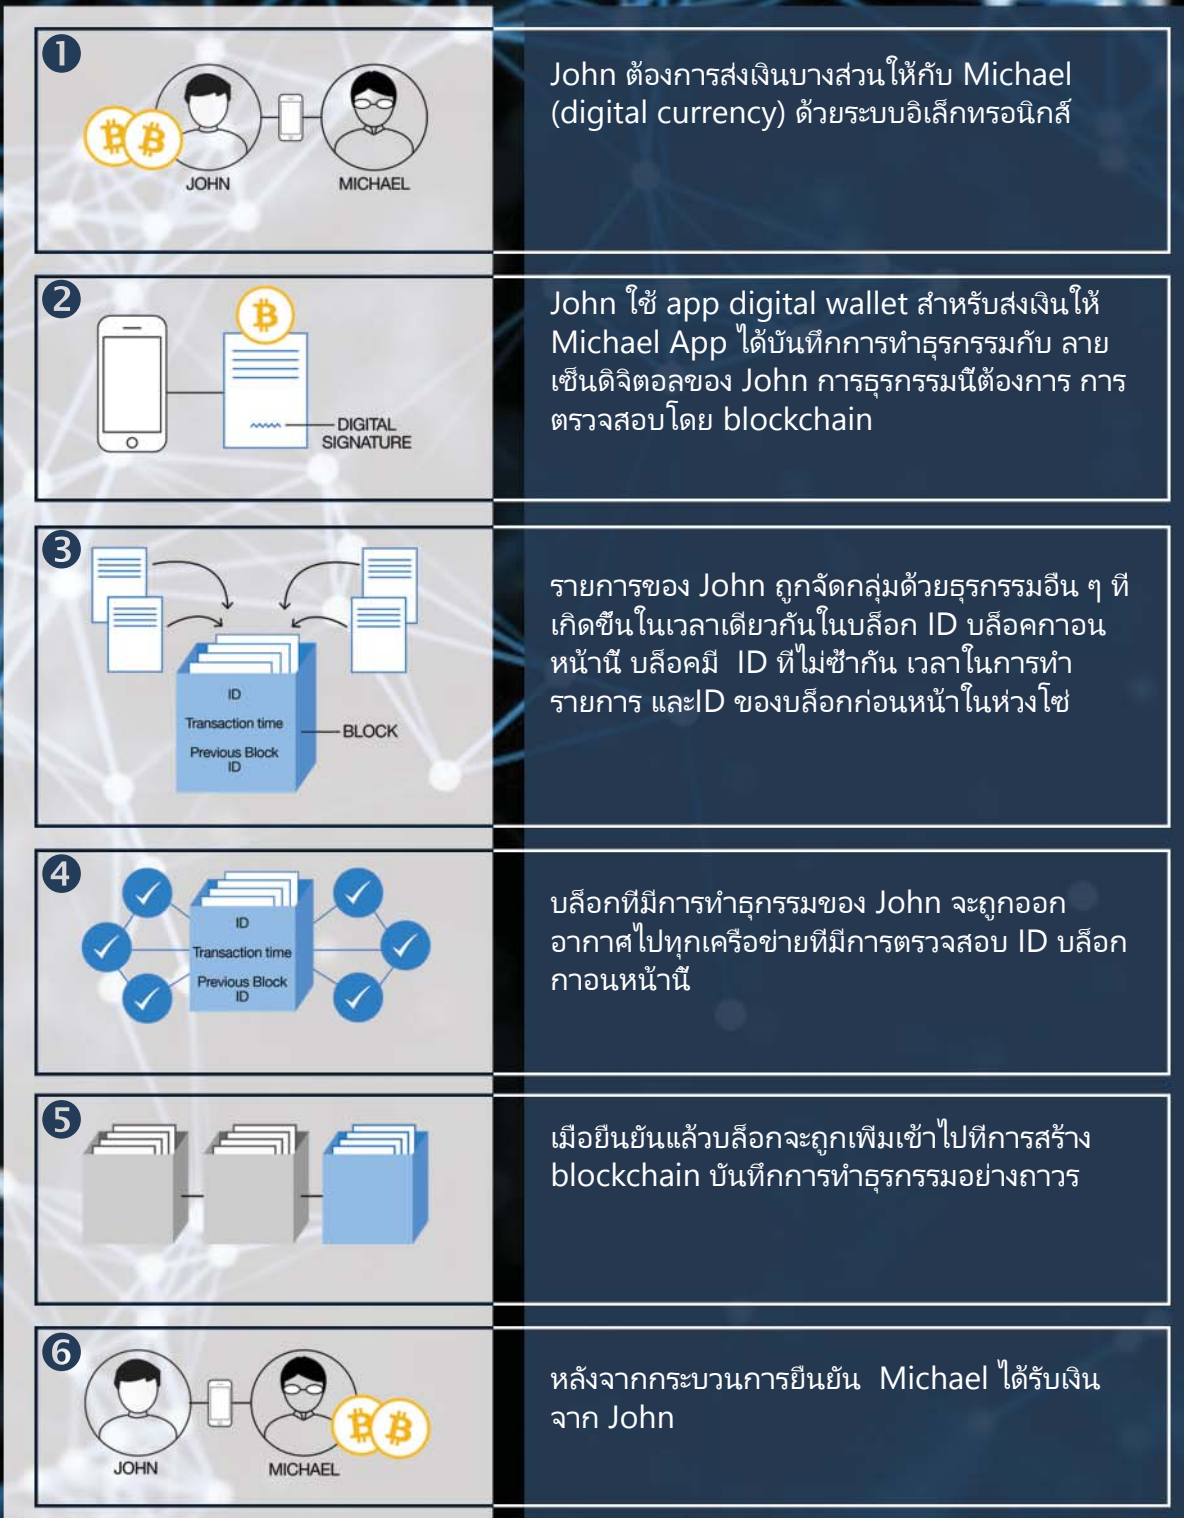 1
John ต้องการส่งเงินบางส่วนให้กับ Michael
(digital currency) ด้วยระบบอิเล็กทรอนิกส์
JOHN
MICHAEL
2
John ใช้ app digital wallet สำหรับส่งเงินให้
Michael App ได้บันทึกการทำธุรกรรมกับ ลาย
เซ็นดิจิตอลของ John การธุรกรรมนี้ต้องการ การ
ตรวจสอบโดย blockchain
DIGITAL
SIGNATURE
3
รายการของ John ถูกจัดกลุ่มด้วยธุรกรรมอืน ๆ ที
เกิดขึนในเวลาเดียวกันในบล็อก ID บล็อคกาอน
หน้านี้ บล็อคมี ID ทีไม่ซ้ำกัน เวลาในการทำ
รายการ และID ของบล็อกก่อนหน้าในห่วงโซ่
ID
Transaction time
Previous Block
ID
BLOCK
4
บล็อกทีมีการทำธุรกรรมของ John จะถูกออก
อากาศไปทุกเครือข่ายทีมีการตรวจสอบ ID บล็อก
กาอนหน้านี้
ID
Transaction time
Previous Block
ID
5
เมือยืนยันแล้วบล็อกจะถูกเพิมเข้าไปทีการสร้าง
blockchain บันทึกการทำธุรกรรมอย่างถาวร
6
หลังจากกระบวนการยืนยัน Michael ได้รับเงิน
จาก John
JOHN
MICHAEL